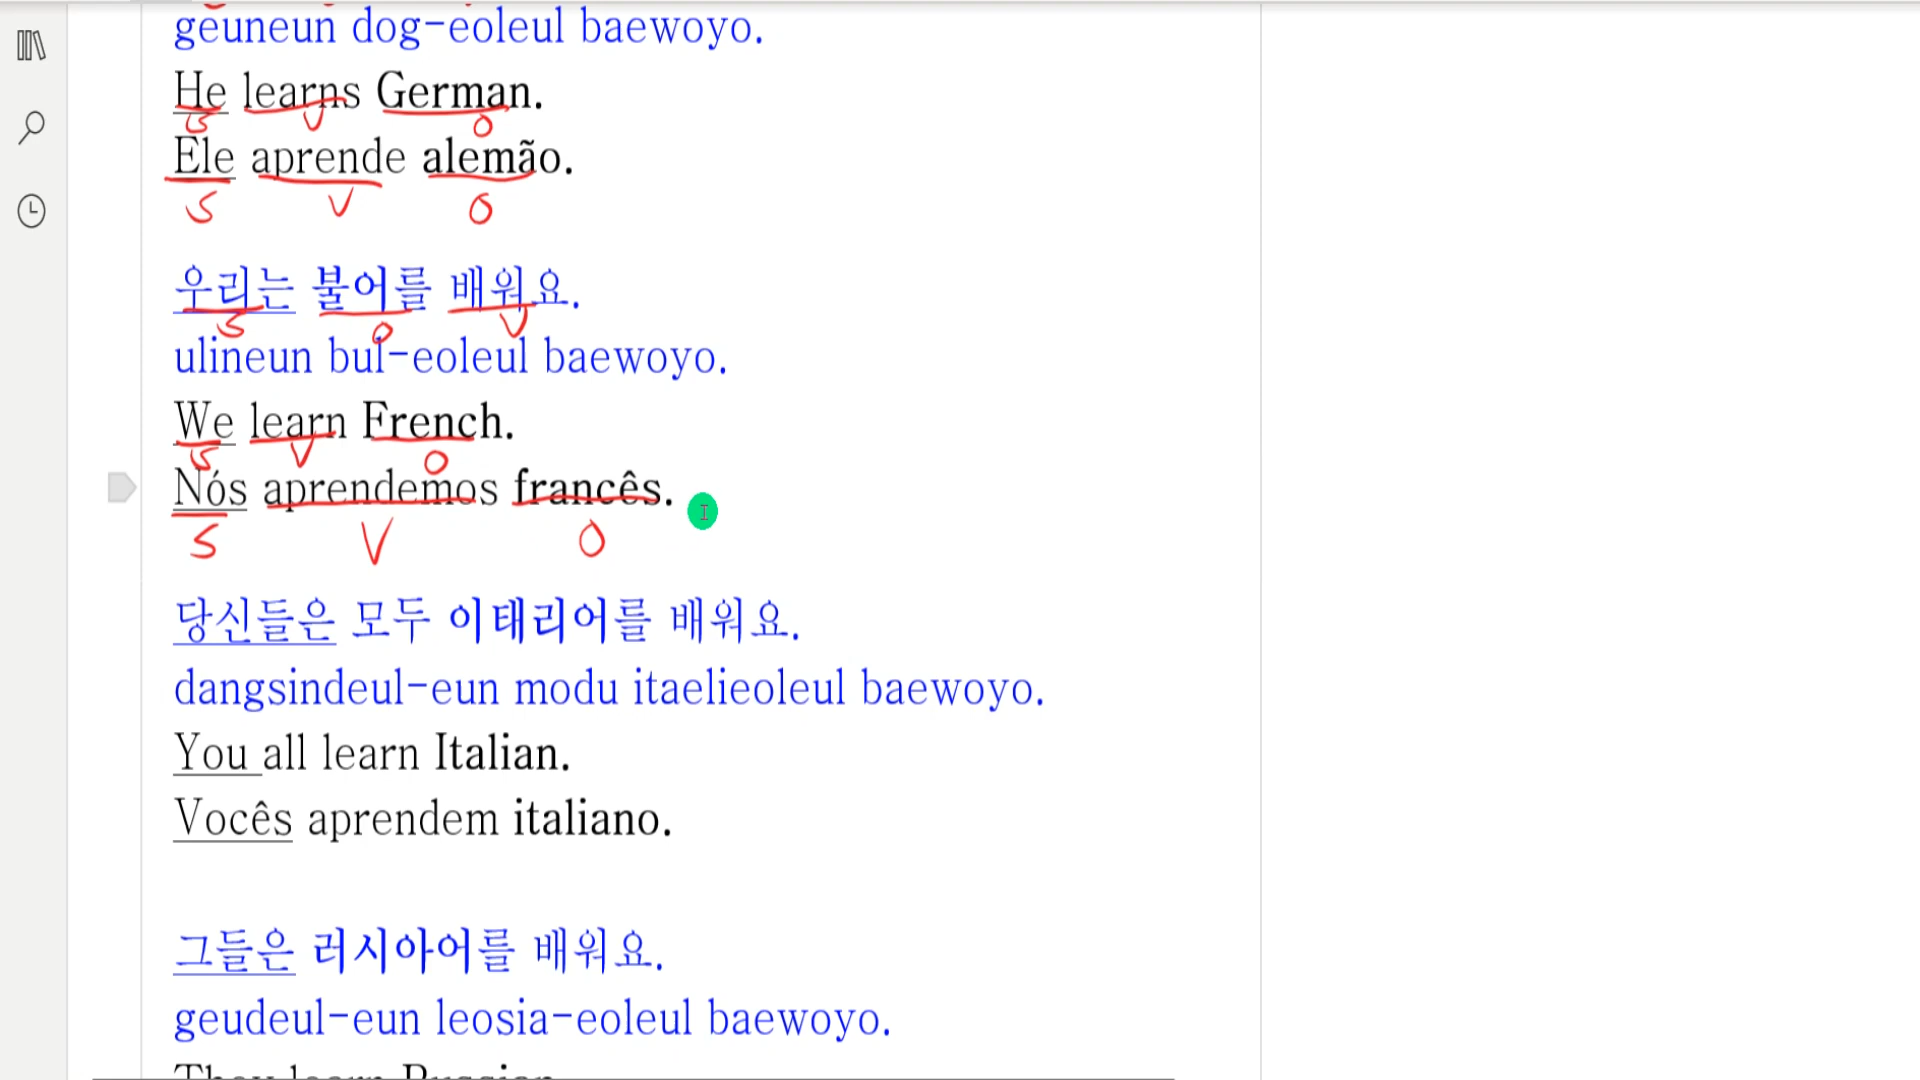 geuneun dog-eoleul baewoyo.
He learns German.
S V O
Ele aprende alemão.
S V O
우리는 불어를 배워요.
S O V
ulineun bul-eoleul baewoyo.
We learn French.
S V O
Nós aprendemos francês.
S V O
당신들은 모두 이태리어를 배워요.
dangsindeul-eun modu itaelieoleul baewoyo.
You all learn Italian.
Vocês aprendem italiano.
그들은 러시아어를 배워요.
geudeul-eun leosia-eoleul baewoyo.
They learn Russian